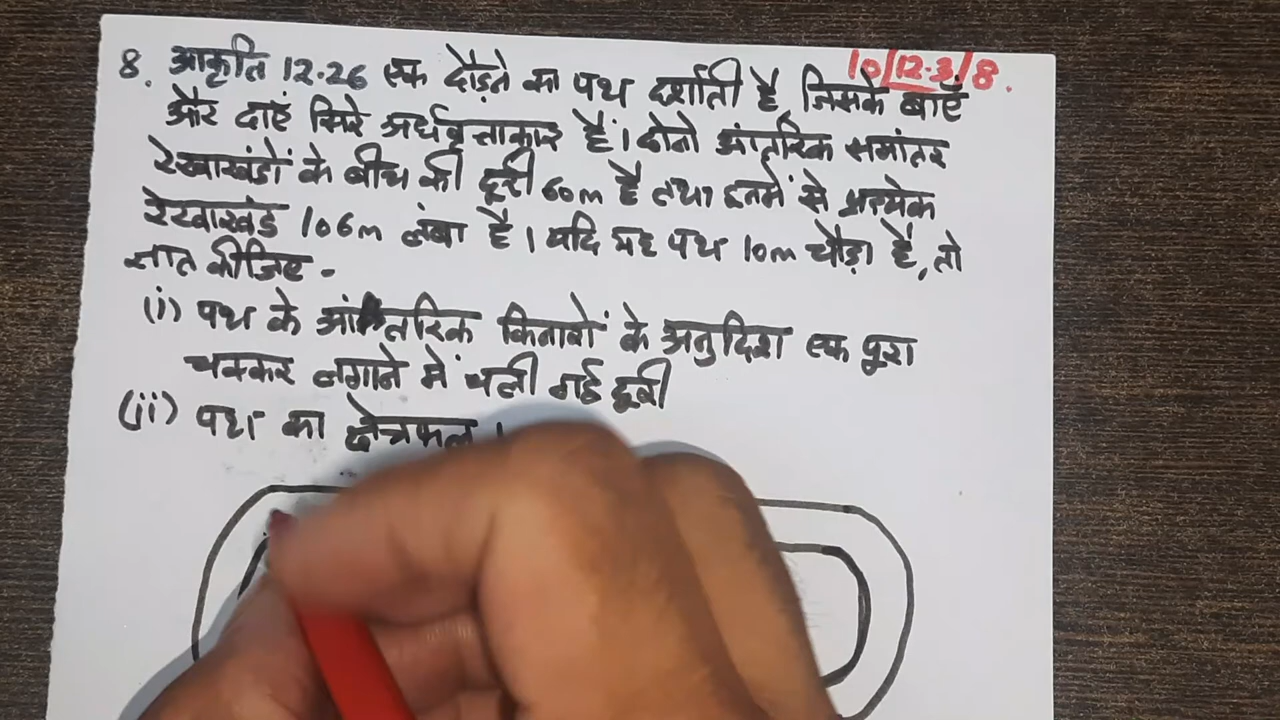 10/12.3/8.
8. आकृति 12.26 एक दौड़ने का पथ दर्शाती है, जिसके बाएँ
और दाएं सिरे अर्धवृत्ताकार हैं। दोनो आंतरिक समांतर
रेखाखंडों के बीच की दूरी 60m है तथा इनमें से प्रत्येक
रेखाखंड 106m लंबा है। यदि यह पथ 10m चौड़ा है, तो
ज्ञात कीजिए -
(i) पथ के आंतरिक किनारों के अनुदिश एक पुरा
चक्कर लगाने में चली गई दूरी
(ii) पथ का क्षेत्रफल।